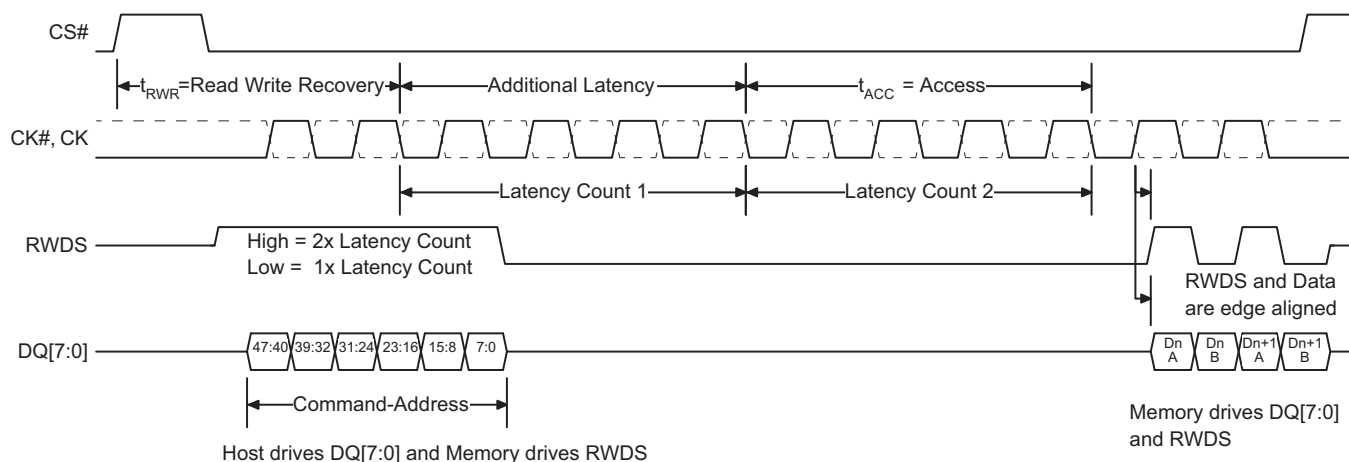 CS#
tRWR=Read Write Recovery
Additional Latency
tACC = Access
CK#, CK
Latency Count 1
Latency Count 2
RWDS
High = 2x Latency Count
Low = 1x Latency Count
RWDS and Data
are edge aligned
DQ[7:0]
47:40
39:32
31:24
23:16
15:8
7:0
Dn
A
Dn
B
Dn+1
A
Dn+1
B
Command-Address
Memory drives DQ[7:0]
and RWDS
Host drives DQ[7:0] and Memory drives RWDS